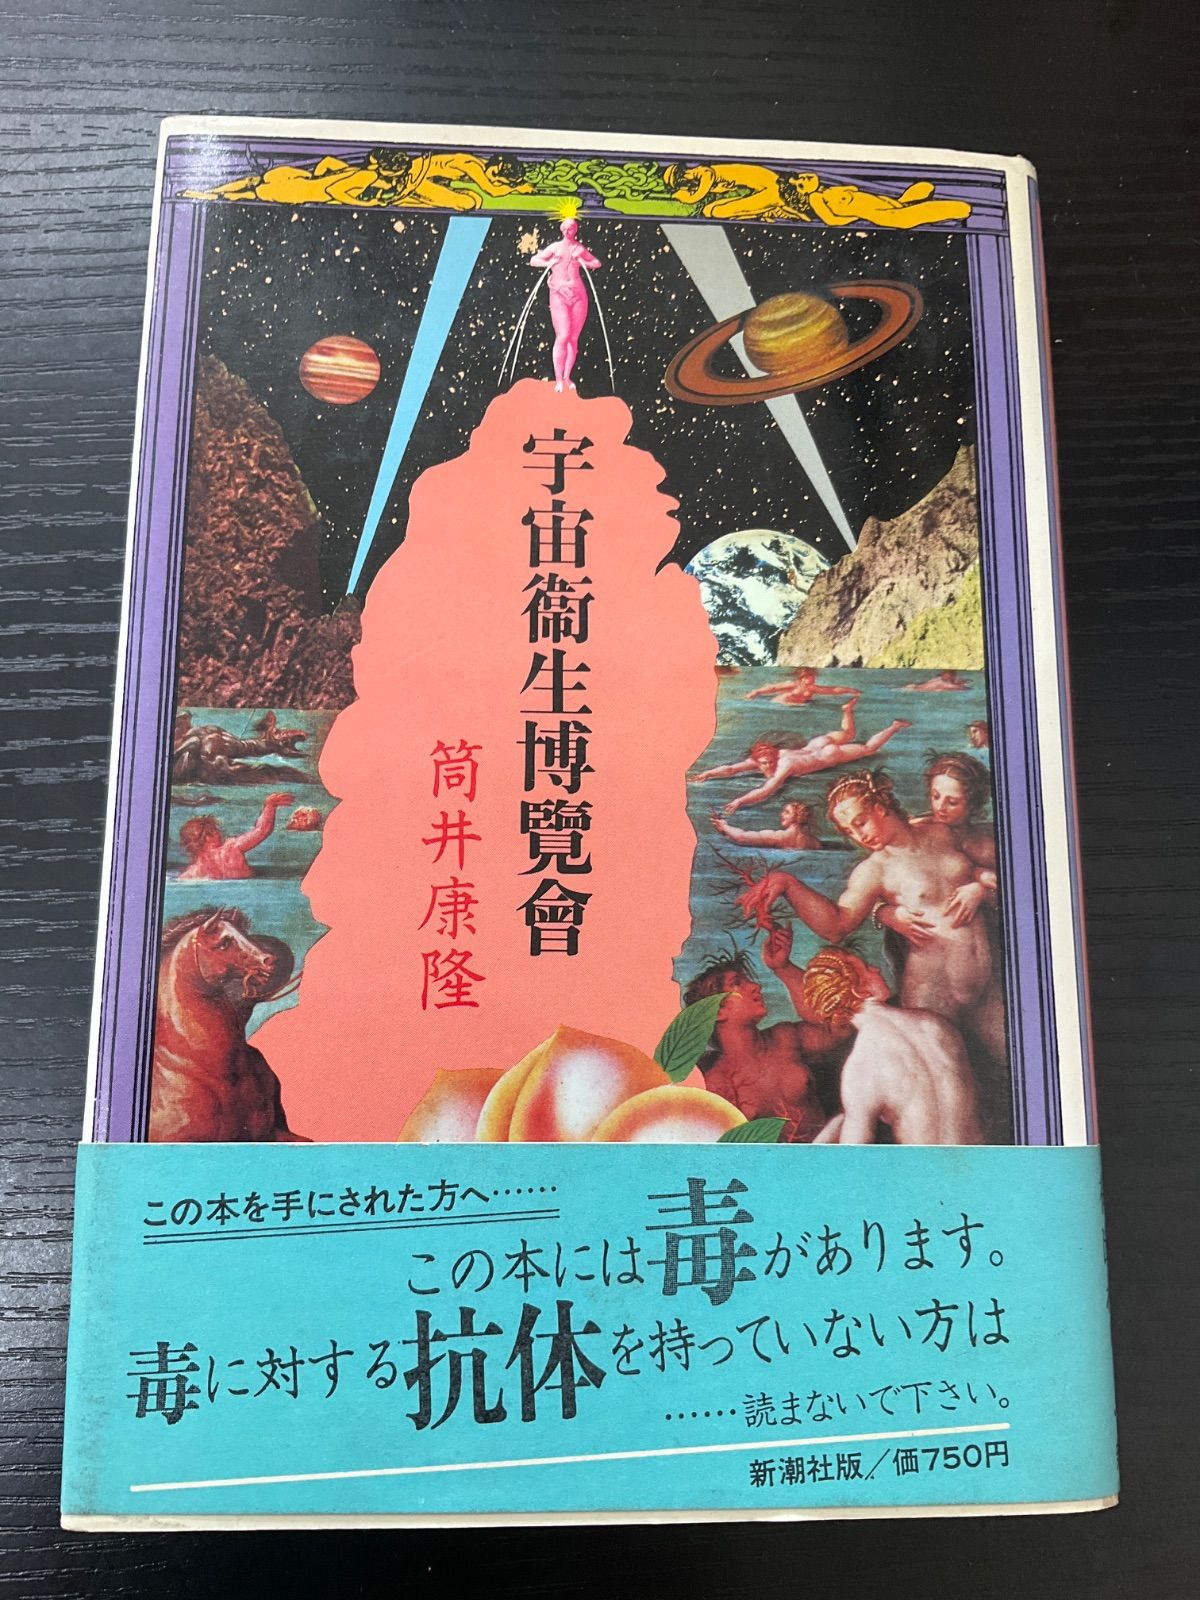 宇宙衞生博覽會
筒井康隆
この本を手にされた方へ……
この本には毒があります。
毒に対する抗体を持っていない方は
……読まないで下さい。
新潮社版／価750円